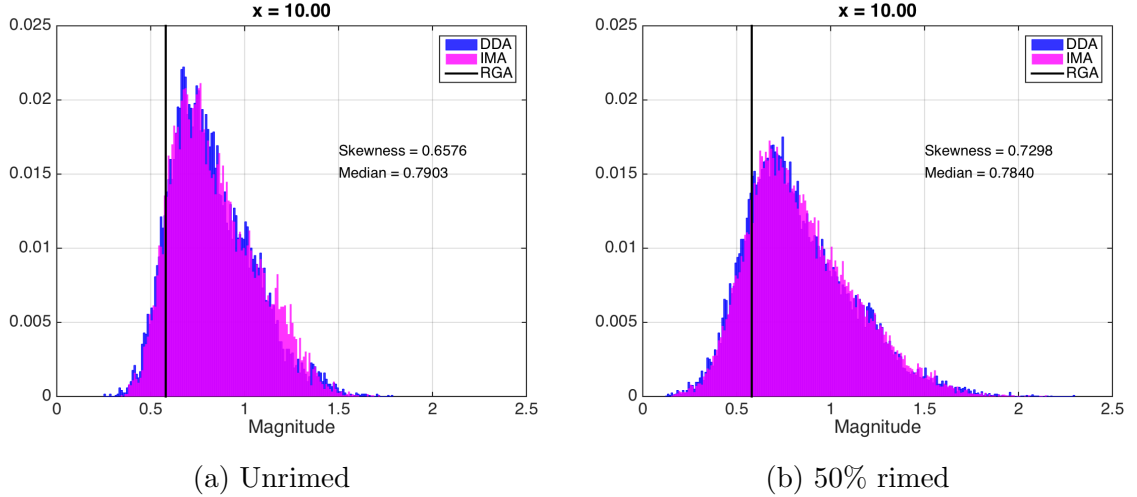 x = 10.00
0.025
0.02
0.015
0.01
0.005
0
0
0.5
1
1.5
2
2.5
Magnitude
DDA
IMA
RGA
Skewness = 0.6576
Median = 0.7903
(a) Unrimed
x = 10.00
0.025
0.02
0.015
0.01
0.005
0
0
0.5
1
1.5
2
2.5
Magnitude
DDA
IMA
RGA
Skewness = 0.7298
Median = 0.7840
(b) 50% rimed